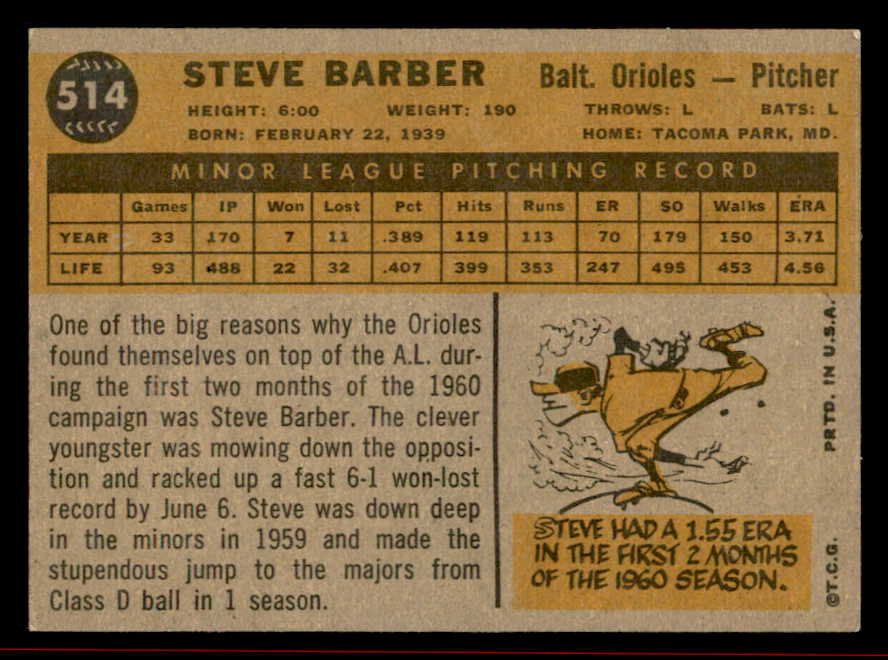 514
STEVE BARBER Balt. Orioles — Pitcher
HEIGHT: 6:00 WEIGHT: 190 THROWS: L BATS: L
BORN: FEBRUARY 22, 1939 HOME: TACOMA PARK, MD.
MINOR LEAGUE PITCHING RECORD
Games IP Won Lost Pct Hits Runs ER SO Walks ERA
YEAR 33 170 7 11 .389 119 113 70 179 150 3.71
LIFE 93 488 22 32 .407 399 353 247 495 453 4.56
One of the big reasons why the Orioles
found themselves on top of the A.L. dur-
ing the first two months of the 1960
campaign was Steve Barber. The clever
youngster was mowing down the opposi-
tion and racked up a fast 6-1 won-lost
record by June 6. Steve was down deep
in the minors in 1959 and made the
stupendous jump to the majors from
Class D ball in 1 season.
STEVE HAD A 1.55 ERA
IN THE FIRST 2 MONTHS
OF THE 1960 SEASON.
©T.C.G. PRTD. IN U.S.A.